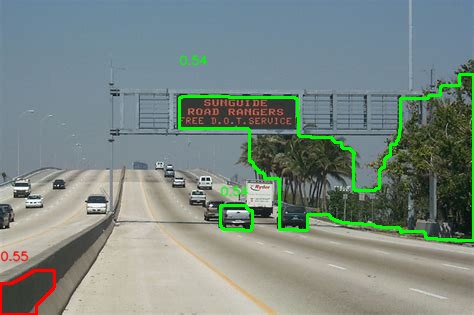 0.54
SUNGUIDE
ROAD RANGERS
FREE D.O.T.SERVICE
Ryder
0.55